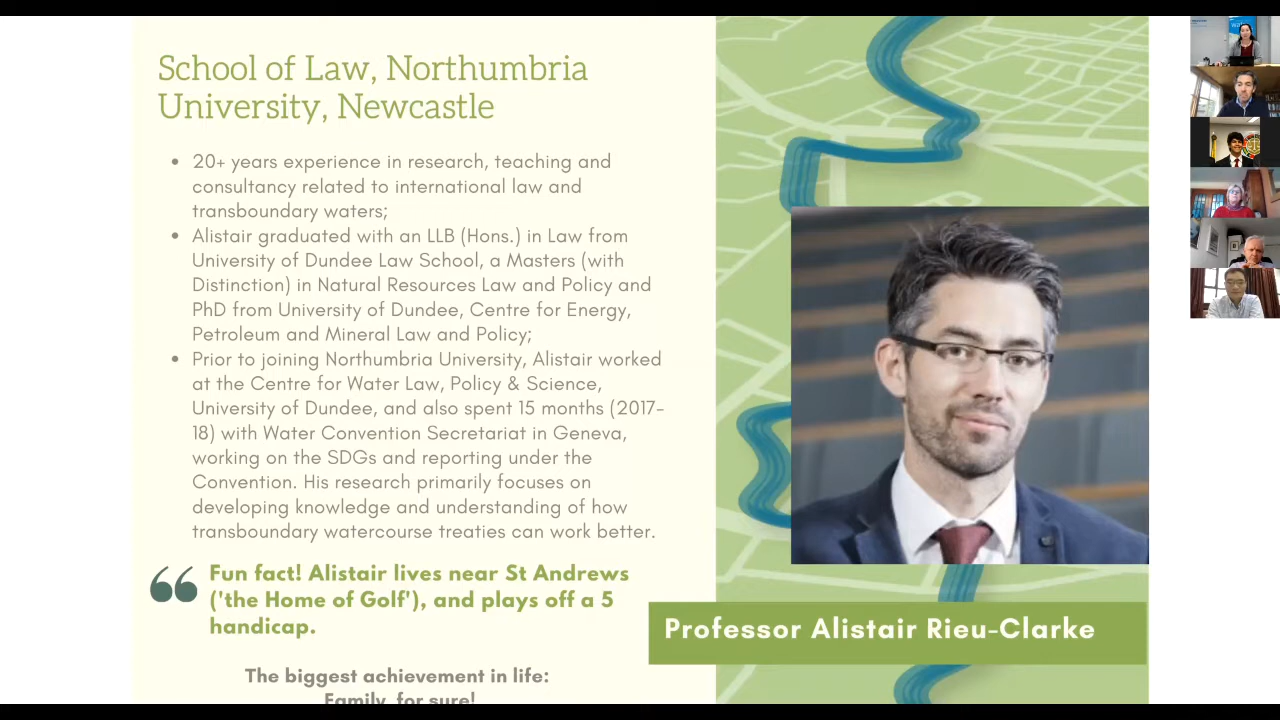 School of Law, Northumbria
University, Newcastle
20+ years experience in research, teaching and
consultancy related to international law and
transboundary waters;
Alistair graduated with an LLB (Hons.) in Law from
University of Dundee Law School, a Masters (with
Distinction) in Natural Resources Law and Policy and
PhD from University of Dundee, Centre for Energy,
Petroleum and Mineral Law and Policy;
Prior to joining Northumbria University, Alistair worked
at the Centre for Water Law, Policy & Science,
University of Dundee, and also spent 15 months (2017-
18) with Water Convention Secretariat in Geneva,
working on the SDGs and reporting under the
Convention. His research primarily focuses on
developing knowledge and understanding of how
transboundary watercourse treaties can work better.
Fun fact! Alistair lives near St Andrews
('the Home of Golf'), and plays off a 5
handicap.
The biggest achievement in life:
Family, for sure!
Professor Alistair Rieu-Clarke